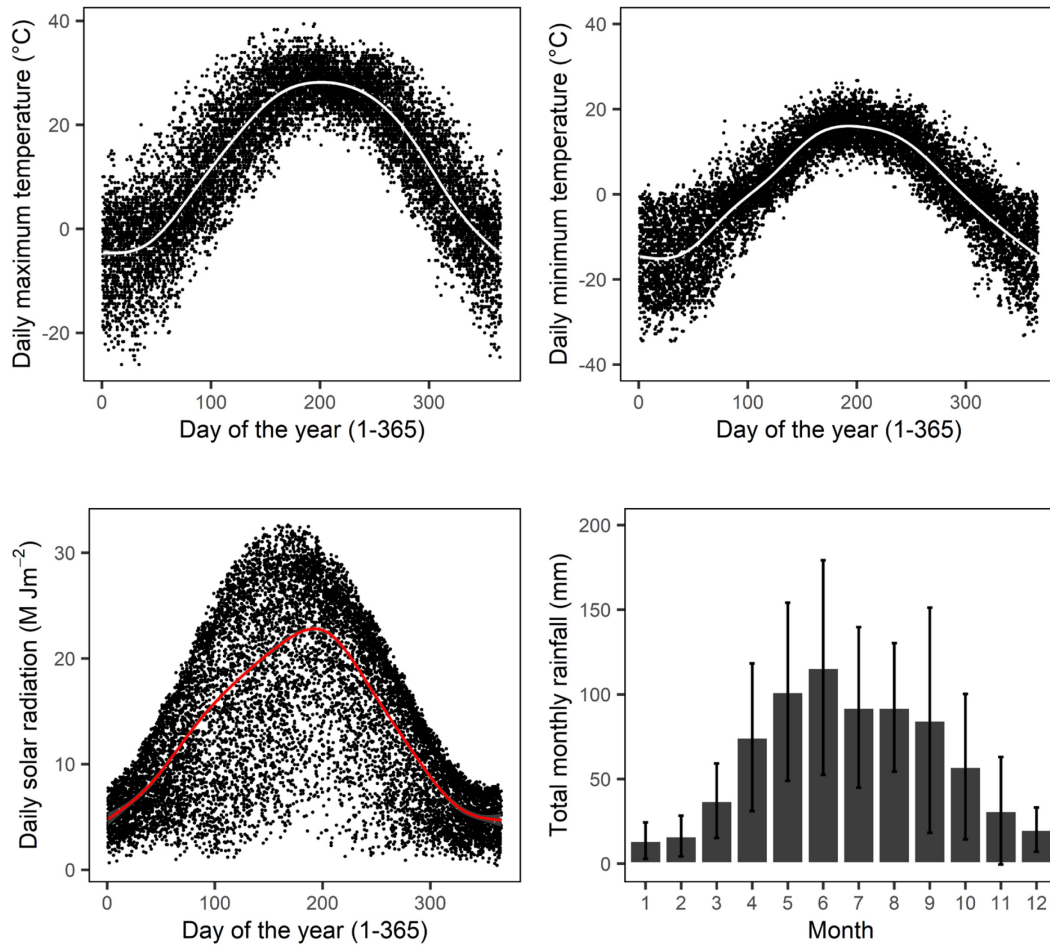 Daily maximum temperature (°C)
40
20
0
-20
0 100 200 300
Day of the year (1-365)
Daily minimum temperature (°C)
40
20
0
-20
-40
0 100 200 300
Day of the year (1-365)
Daily solar radiation (M Jm⁻²)
30
20
10
0
0 100 200 300
Day of the year (1-365)
Total monthly rainfall (mm)
200
150
100
50
0
1 2 3 4 5 6 7 8 9 10 11 12
Month